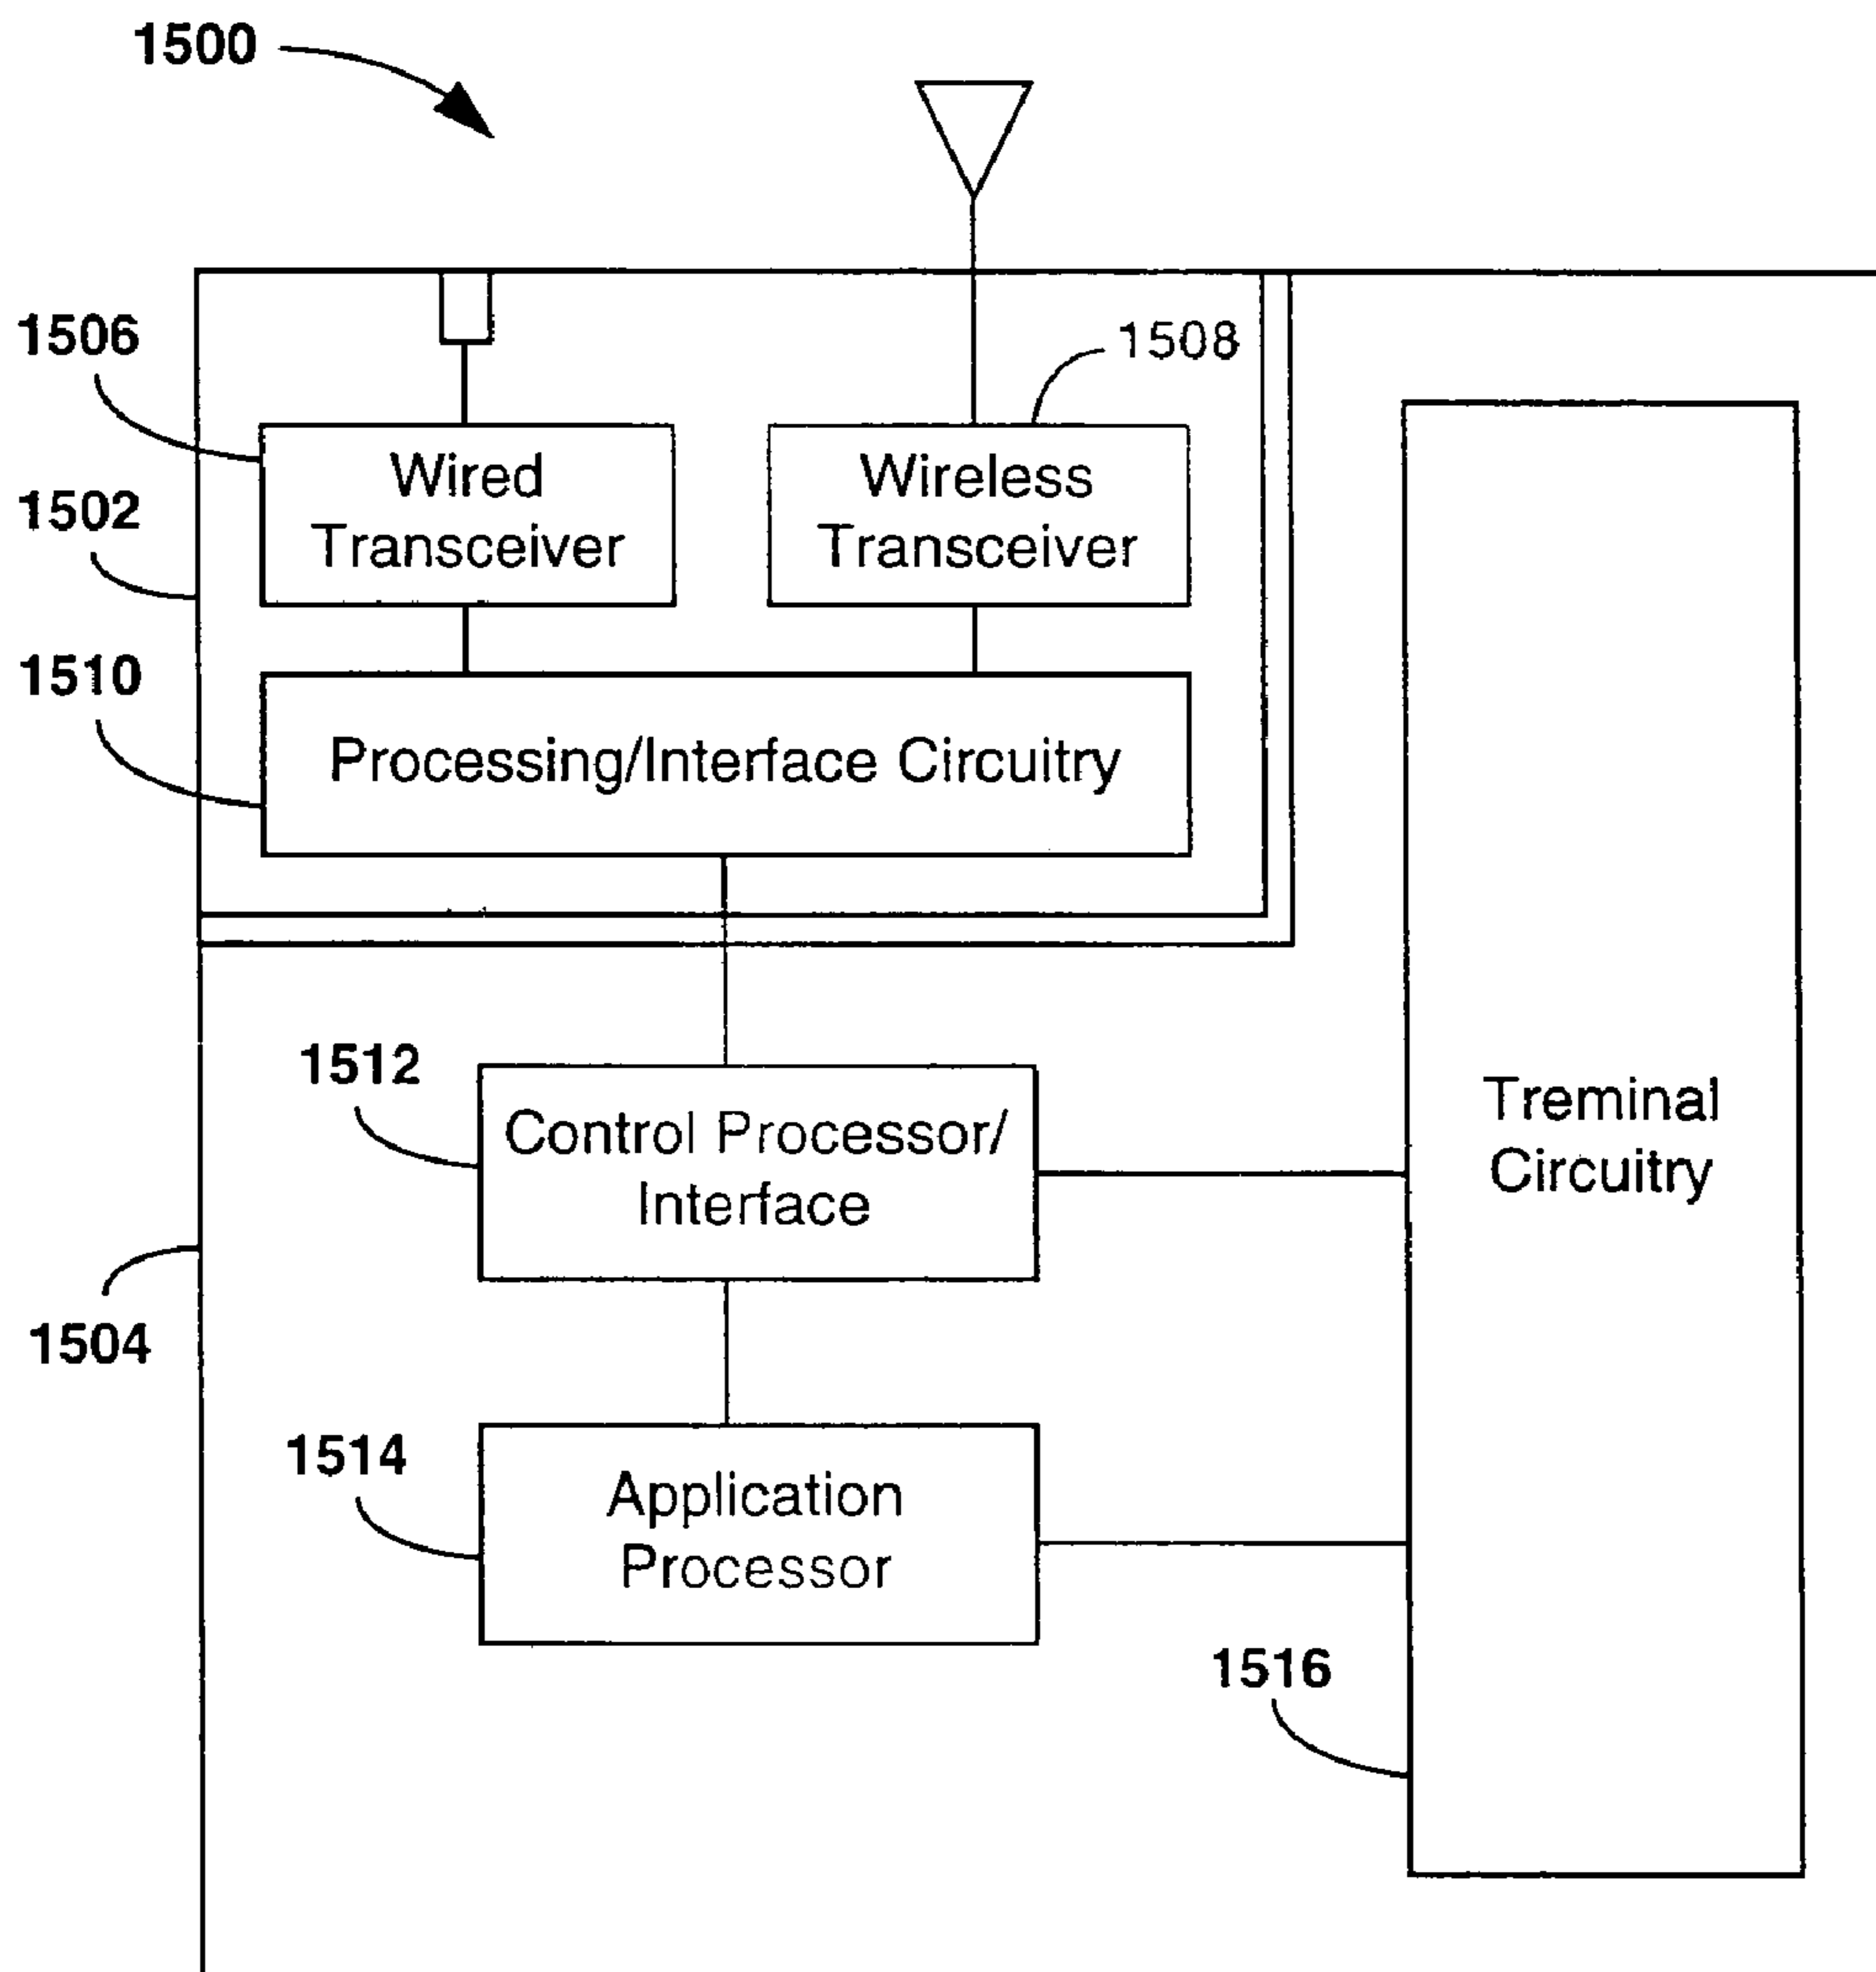 1500
1506
1508
Wired
Transceiver
Wireless
Transceiver
1502
1510
Processing/Interface Circuitry
1512
Control Processor/
Interface
Treminal
Circuitry
1504
1514
Application
Processor
1516